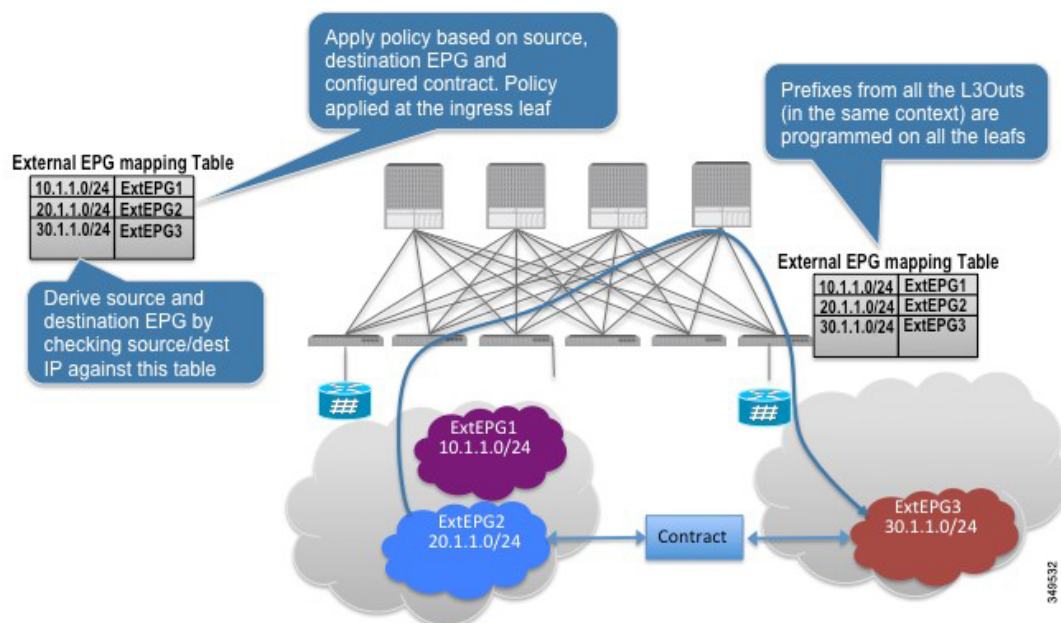 Apply policy based on source,
destination EPG and
configured contract. Policy
applied at the ingress leaf
Prefixes from all the L3Outs
(in the same context) are
programmed on all the leafs
External EPG mapping Table
10.1.1.0/24 ExtEPG1
20.1.1.0/24 ExtEPG2
30.1.1.0/24 ExtEPG3
Derive source and
destination EPG by
checking source/dest
IP against this table
External EPG mapping Table
10.1.1.0/24 ExtEPG1
20.1.1.0/24 ExtEPG2
30.1.1.0/24 ExtEPG3
ExtEPG1
10.1.1.0/24
ExtEPG2
20.1.1.0/24
Contract
ExtEPG3
30.1.1.0/24
349532